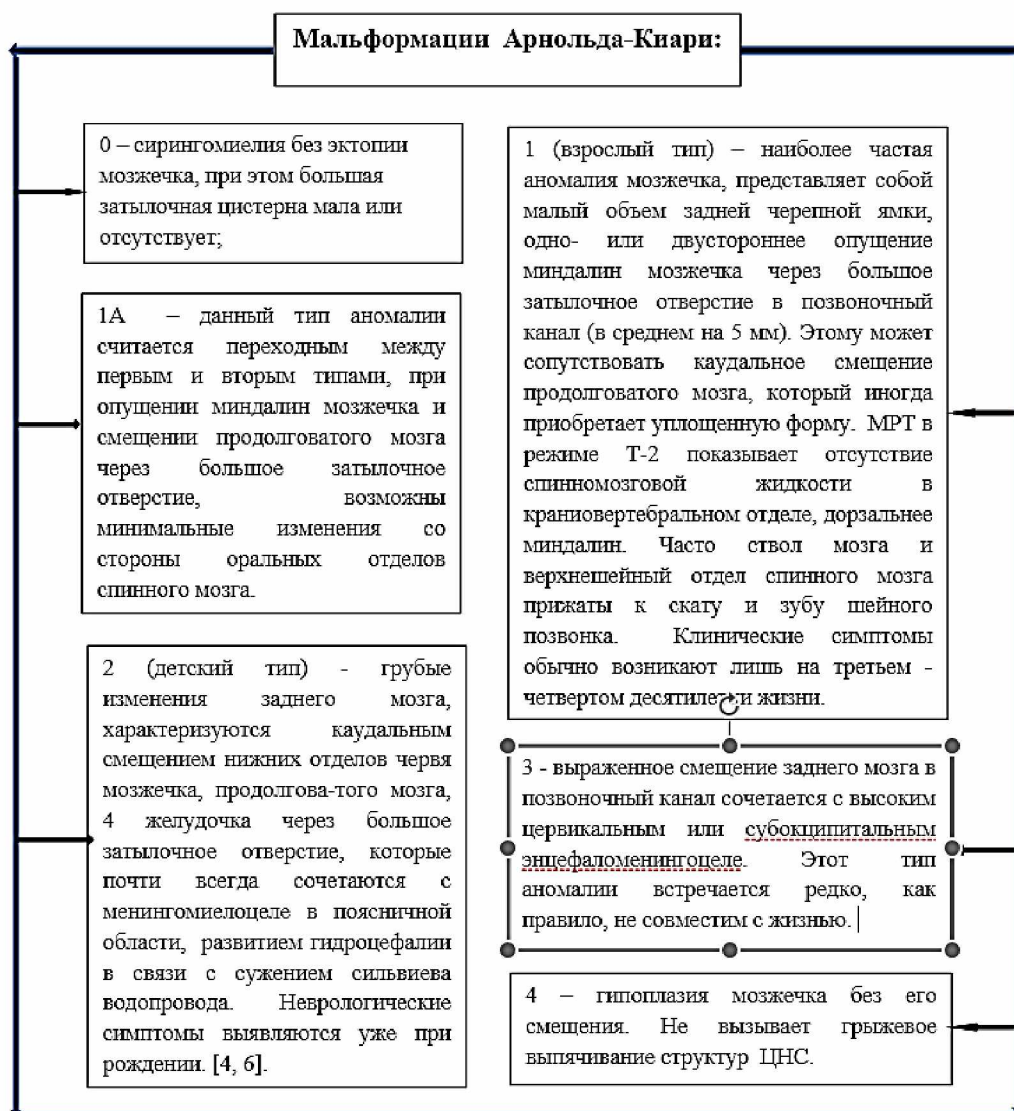 Мальформации Арнольда-Киари:
0 – сирингомиелия без эктопии
мозжечка, при этом большая
затылочная цистерна мала или
отсутствует;
1А – данный тип аномалии
считается переходным между
первым и вторым типами, при
опущении миндалин мозжечка и
смещении продолговатого мозга
через большое затылочное
отверстие, возможны
минимальные изменения со
стороны оральных отделов
спинного мозга.
2 (детский тип) - грубые
изменения заднего мозга,
характеризуются каудальным
смещением нижних отделов червя
мозжечка, продолгова-того мозга,
4 желудочка через большое
затылочное отверстие, которые
почти всегда сочетаются с
менингомиелоцеле в поясничной
области, развитием гидроцефалии
в связи с сужением сильвиева
водопровода. Неврологические
симптомы выявляются уже при
рождении. [4, 6].
1 (взрослый тип) – наиболее частая
аномалия мозжечка, представляет собой
малый объем задней черепной ямки,
одно- или двустороннее опущение
миндалин мозжечка через большое
затылочное отверстие в позвоночный
канал (в среднем на 5 мм). Этому может
сопутствовать каудальное смещение
продолговатого мозга, который иногда
приобретает уплощенную форму. МРТ в
режиме Т-2 показывает отсутствие
спинномозговой жидкости в
краниовертебральном отделе, дорзальнее
миндалин. Часто ствол мозга и
верхнешейный отдел спинного мозга
прижаты к скату и зубу шейного
позвонка. Клинические симптомы
обычно возникают лишь на третьем -
четвертом десятилетии жизни.
3 - выраженное смещение заднего мозга в
позвоночный канал сочетается с высоким
цервикальным или субокципитальным
энцефаломенингоцеле. Этот тип
аномалии встречается редко, как
правило, не совместим с жизнью.
4 – гипоплазия мозжечка без его
смещения. Не вызывает грыжевое
выпячивание структур ЦНС.